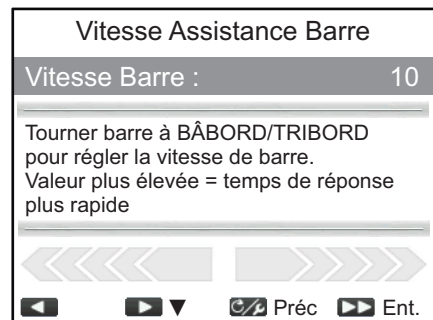 Vitesse Assistance Barre
Vitesse Barre : 10
Tourner barre à BÂBORD/TRIBORD
pour régler la vitesse de barre.
Valeur plus élevée = temps de réponse
plus rapide
Préc Ent.